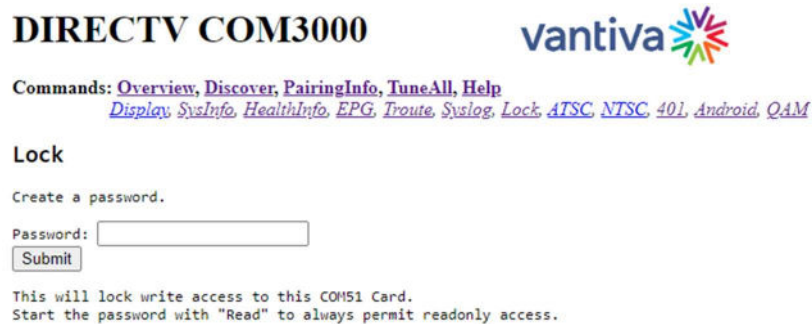 DIRECTV COM3000
vantiva
Commands: Overview, Discover, PairingInfo, TuneAll, Help
Display, SysInfo, HealthInfo, EPG, Troute, Syslog, Lock, ATSC, NTSC, 401, Android, QAM
Lock
Create a password.
Password:
Submit
This will lock write access to this COM51 Card.
Start the password with "Read" to always permit readonly access.